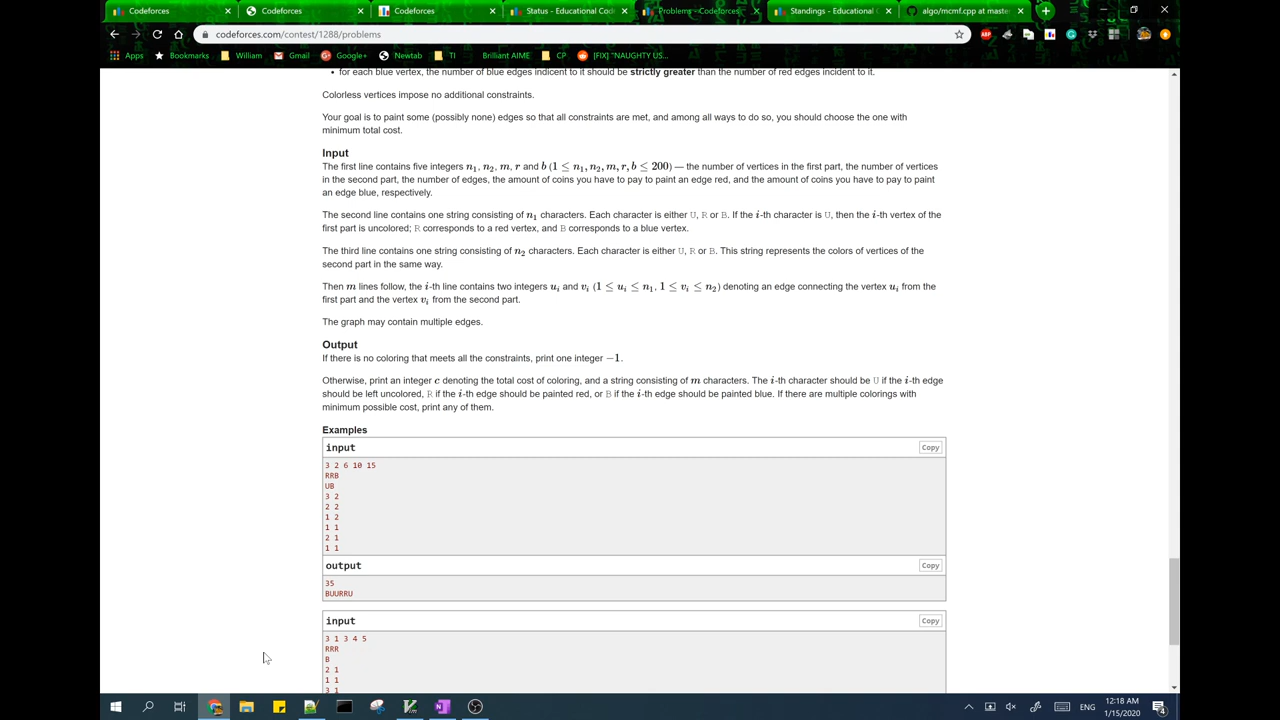 Codeforces
Codeforces
Codeforces
Status - Educational Cod
Problems - Codeforces
Standings - Educational C
algo/mcmf.cpp at master
codeforces.com/contest/1288/problems
Apps Bookmarks William Gmail Google+ Newtab TI Brilliant AIME CP [FIX] "NAUGHTY US...
• for each blue vertex, the number of blue edges indicent to it should be strictly greater than the number of red edges incident to it.
Colorless vertices impose no additional constraints.
Your goal is to paint some (possibly none) edges so that all constraints are met, and among all ways to do so, you should choose the one with
minimum total cost.
Input
The first line contains five integers n₁, n₂, m, r and b (1 ≤ n₁, n₂, m, r, b ≤ 200) — the number of vertices in the first part, the number of vertices
in the second part, the number of edges, the amount of coins you have to pay to paint an edge red, and the amount of coins you have to pay to paint
an edge blue, respectively.
The second line contains one string consisting of n₁ characters. Each character is either U, R or B. If the i-th character is U, then the i-th vertex of the
first part is uncolored; R corresponds to a red vertex, and B corresponds to a blue vertex.
The third line contains one string consisting of n₂ characters. Each character is either U, R or B. This string represents the colors of vertices of the
second part in the same way.
Then m lines follow, the i-th line contains two integers uᵢ and vᵢ (1 ≤ uᵢ ≤ n₁, 1 ≤ vᵢ ≤ n₂) denoting an edge connecting the vertex uᵢ from the
first part and the vertex vᵢ from the second part.
The graph may contain multiple edges.
Output
If there is no coloring that meets all the constraints, print one integer −1.
Otherwise, print an integer c denoting the total cost of coloring, and a string consisting of m characters. The i-th character should be U if the i-th edge
should be left uncolored, R if the i-th edge should be painted red, or B if the i-th edge should be painted blue. If there are multiple colorings with
minimum possible cost, print any of them.
Examples
input Copy
3 2 6 10 15
RRB
UB
3 2
2 2
1 2
1 1
2 1
1 1
output Copy
35
BUURRU
input Copy
3 1 3 4 5
RRR
B
2 1
1 1
3 1
ENG
12:18 AM
1/15/2020
4